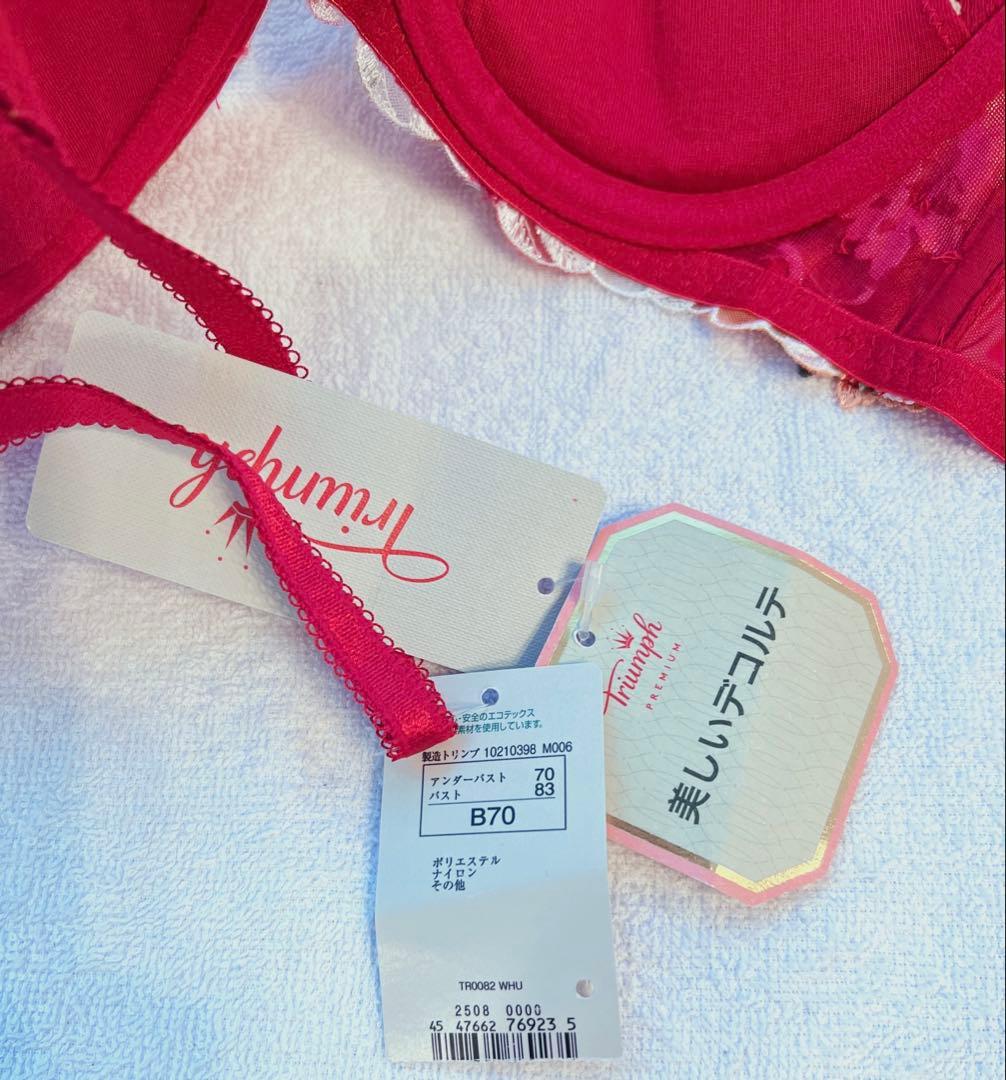 Triumph
Triumph
PREMIUM
美しいデコルテ
・安全のエコテックス
素材を使用しています。
製造トリンプ 10210398 M006
アンダーバスト 70
バスト 83
B70
ポリエステル
ナイロン
その他
TR0082 WHU
2508 0000
45 47662 76923 5